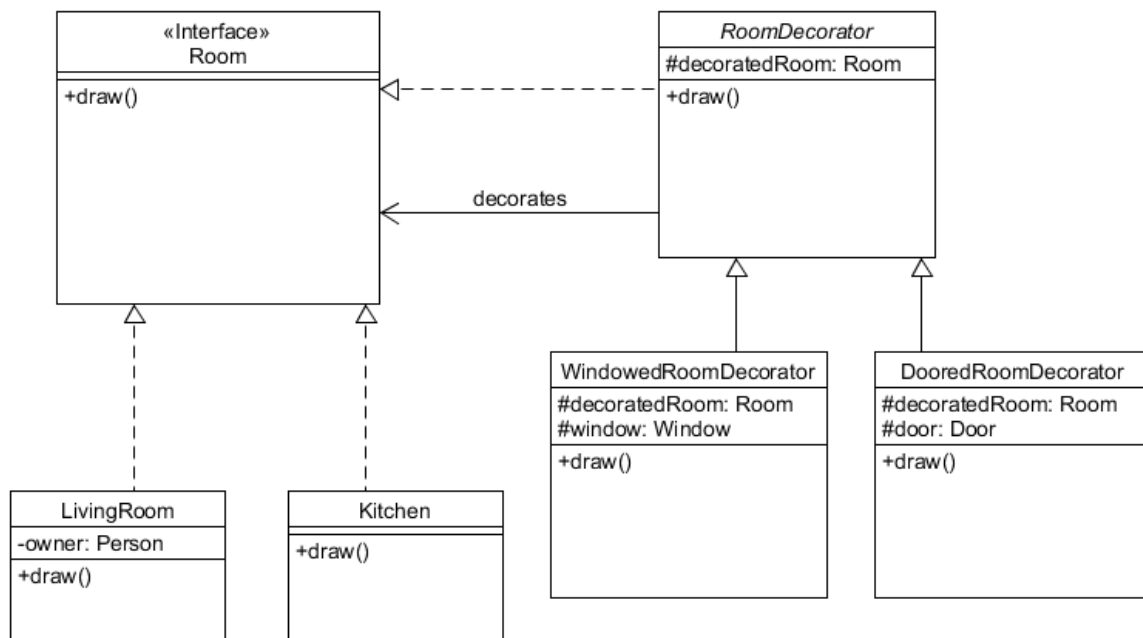 «Interface»
Room
+draw()
RoomDecorator
#decoratedRoom: Room
+draw()
decorates
WindowedRoomDecorator
#decoratedRoom: Room
#window: Window
+draw()
DooredRoomDecorator
#decoratedRoom: Room
#door: Door
+draw()
LivingRoom
-owner: Person
+draw()
Kitchen
+draw()